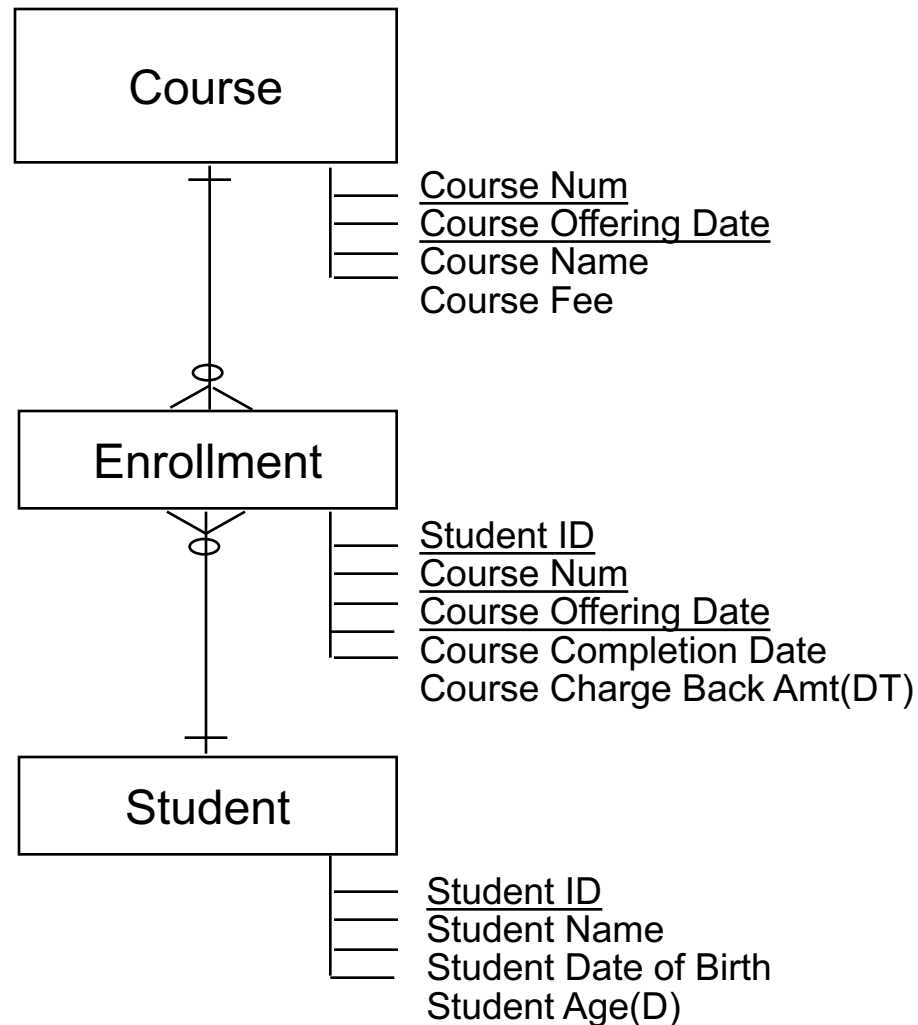 Course
Course Num
Course Offering Date
Course Name
Course Fee
Enrollment
Student ID
Course Num
Course Offering Date
Course Completion Date
Course Charge Back Amt(DT)
Student
Student ID
Student Name
Student Date of Birth
Student Age(D)